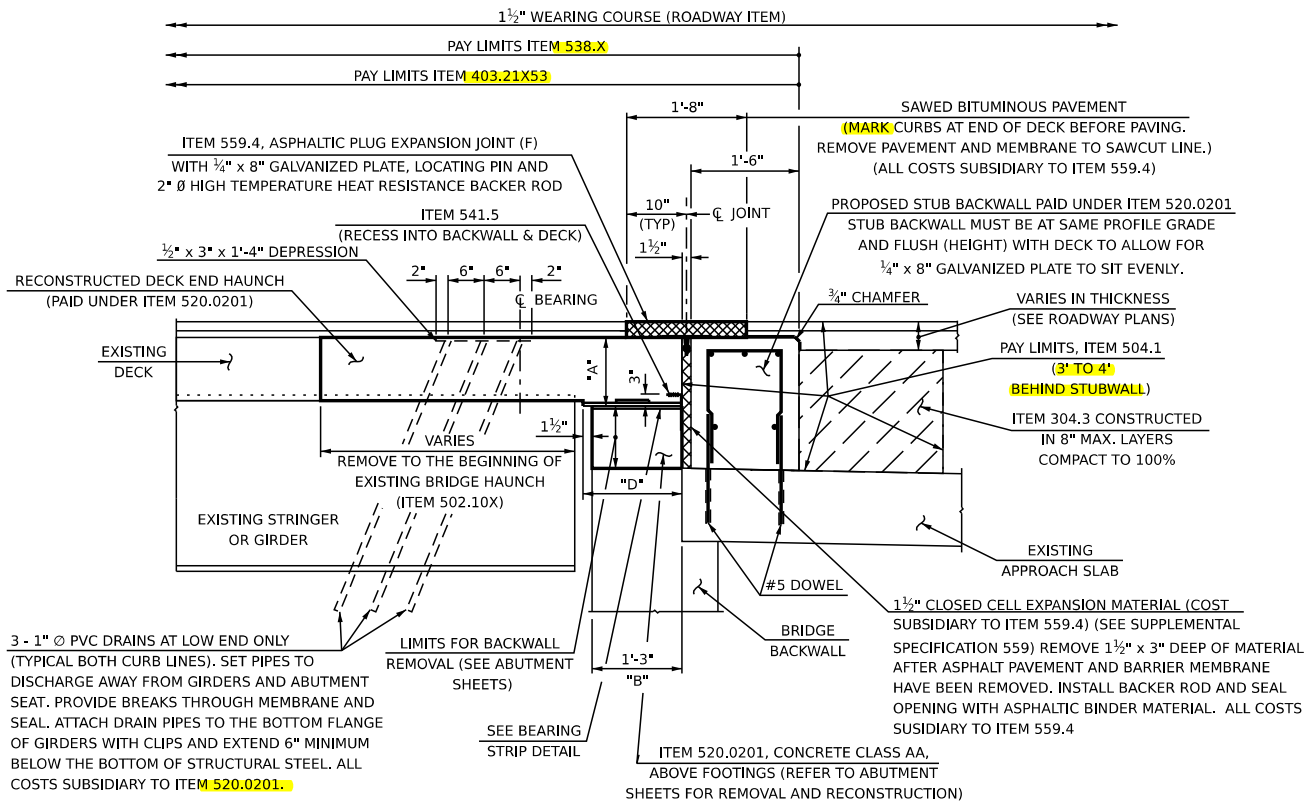 1½" WEARING COURSE (ROADWAY ITEM)
PAY LIMITS ITEM 538.X
PAY LIMITS ITEM 403.21X53
1'-8"
SAWED BITUMINOUS PAVEMENT
(MARK CURBS AT END OF DECK BEFORE PAVING.
REMOVE PAVEMENT AND MEMBRANE TO SAWCUT LINE.)
(ALL COSTS SUBSIDIARY TO ITEM 559.4)
ITEM 559.4, ASPHALTIC PLUG EXPANSION JOINT (F)
WITH ¼" x 8" GALVANIZED PLATE, LOCATING PIN AND
2" Ø HIGH TEMPERATURE HEAT RESISTANCE BACKER ROD
1'-6"
10"
(TYP)
℄ JOINT
1½"
PROPOSED STUB BACKWALL PAID UNDER ITEM 520.0201
STUB BACKWALL MUST BE AT SAME PROFILE GRADE
AND FLUSH (HEIGHT) WITH DECK TO ALLOW FOR
¼" x 8" GALVANIZED PLATE TO SIT EVENLY.
ITEM 541.5
(RECESS INTO BACKWALL & DECK)
½" x 3" x 1'-4" DEPRESSION
2"
6"
6"
2"
℄ BEARING
RECONSTRUCTED DECK END HAUNCH
(PAID UNDER ITEM 520.0201)
¾" CHAMFER
VARIES IN THICKNESS
(SEE ROADWAY PLANS)
EXISTING
DECK
"A"
3"
PAY LIMITS, ITEM 504.1
(3' TO 4'
BEHIND STUBWALL)
ITEM 304.3 CONSTRUCTED
IN 8" MAX. LAYERS
COMPACT TO 100%
1½"
VARIES
REMOVE TO THE BEGINNING OF
EXISTING BRIDGE HAUNCH
(ITEM 502.10X)
"D"
EXISTING STRINGER
OR GIRDER
EXISTING
APPROACH SLAB
#5 DOWEL
3 - 1" ∅ PVC DRAINS AT LOW END ONLY
(TYPICAL BOTH CURB LINES). SET PIPES TO
DISCHARGE AWAY FROM GIRDERS AND ABUTMENT
SEAT. PROVIDE BREAKS THROUGH MEMBRANE AND
SEAL. ATTACH DRAIN PIPES TO THE BOTTOM FLANGE
OF GIRDERS WITH CLIPS AND EXTEND 6" MINIMUM
BELOW THE BOTTOM OF STRUCTURAL STEEL. ALL
COSTS SUBSIDIARY TO ITEM 520.0201.
LIMITS FOR BACKWALL
REMOVAL (SEE ABUTMENT
SHEETS)
1'-3"
"B"
BRIDGE
BACKWALL
1½" CLOSED CELL EXPANSION MATERIAL (COST
SUBSIDIARY TO ITEM 559.4) (SEE SUPPLEMENTAL
SPECIFICATION 559) REMOVE 1½" x 3" DEEP OF MATERIAL
AFTER ASPHALT PAVEMENT AND BARRIER MEMBRANE
HAVE BEEN REMOVED. INSTALL BACKER ROD AND SEAL
OPENING WITH ASPHALTIC BINDER MATERIAL. ALL COSTS
SUSIDIARY TO ITEM 559.4
SEE BEARING
STRIP DETAIL
ITEM 520.0201, CONCRETE CLASS AA,
ABOVE FOOTINGS (REFER TO ABUTMENT
SHEETS FOR REMOVAL AND RECONSTRUCTION)